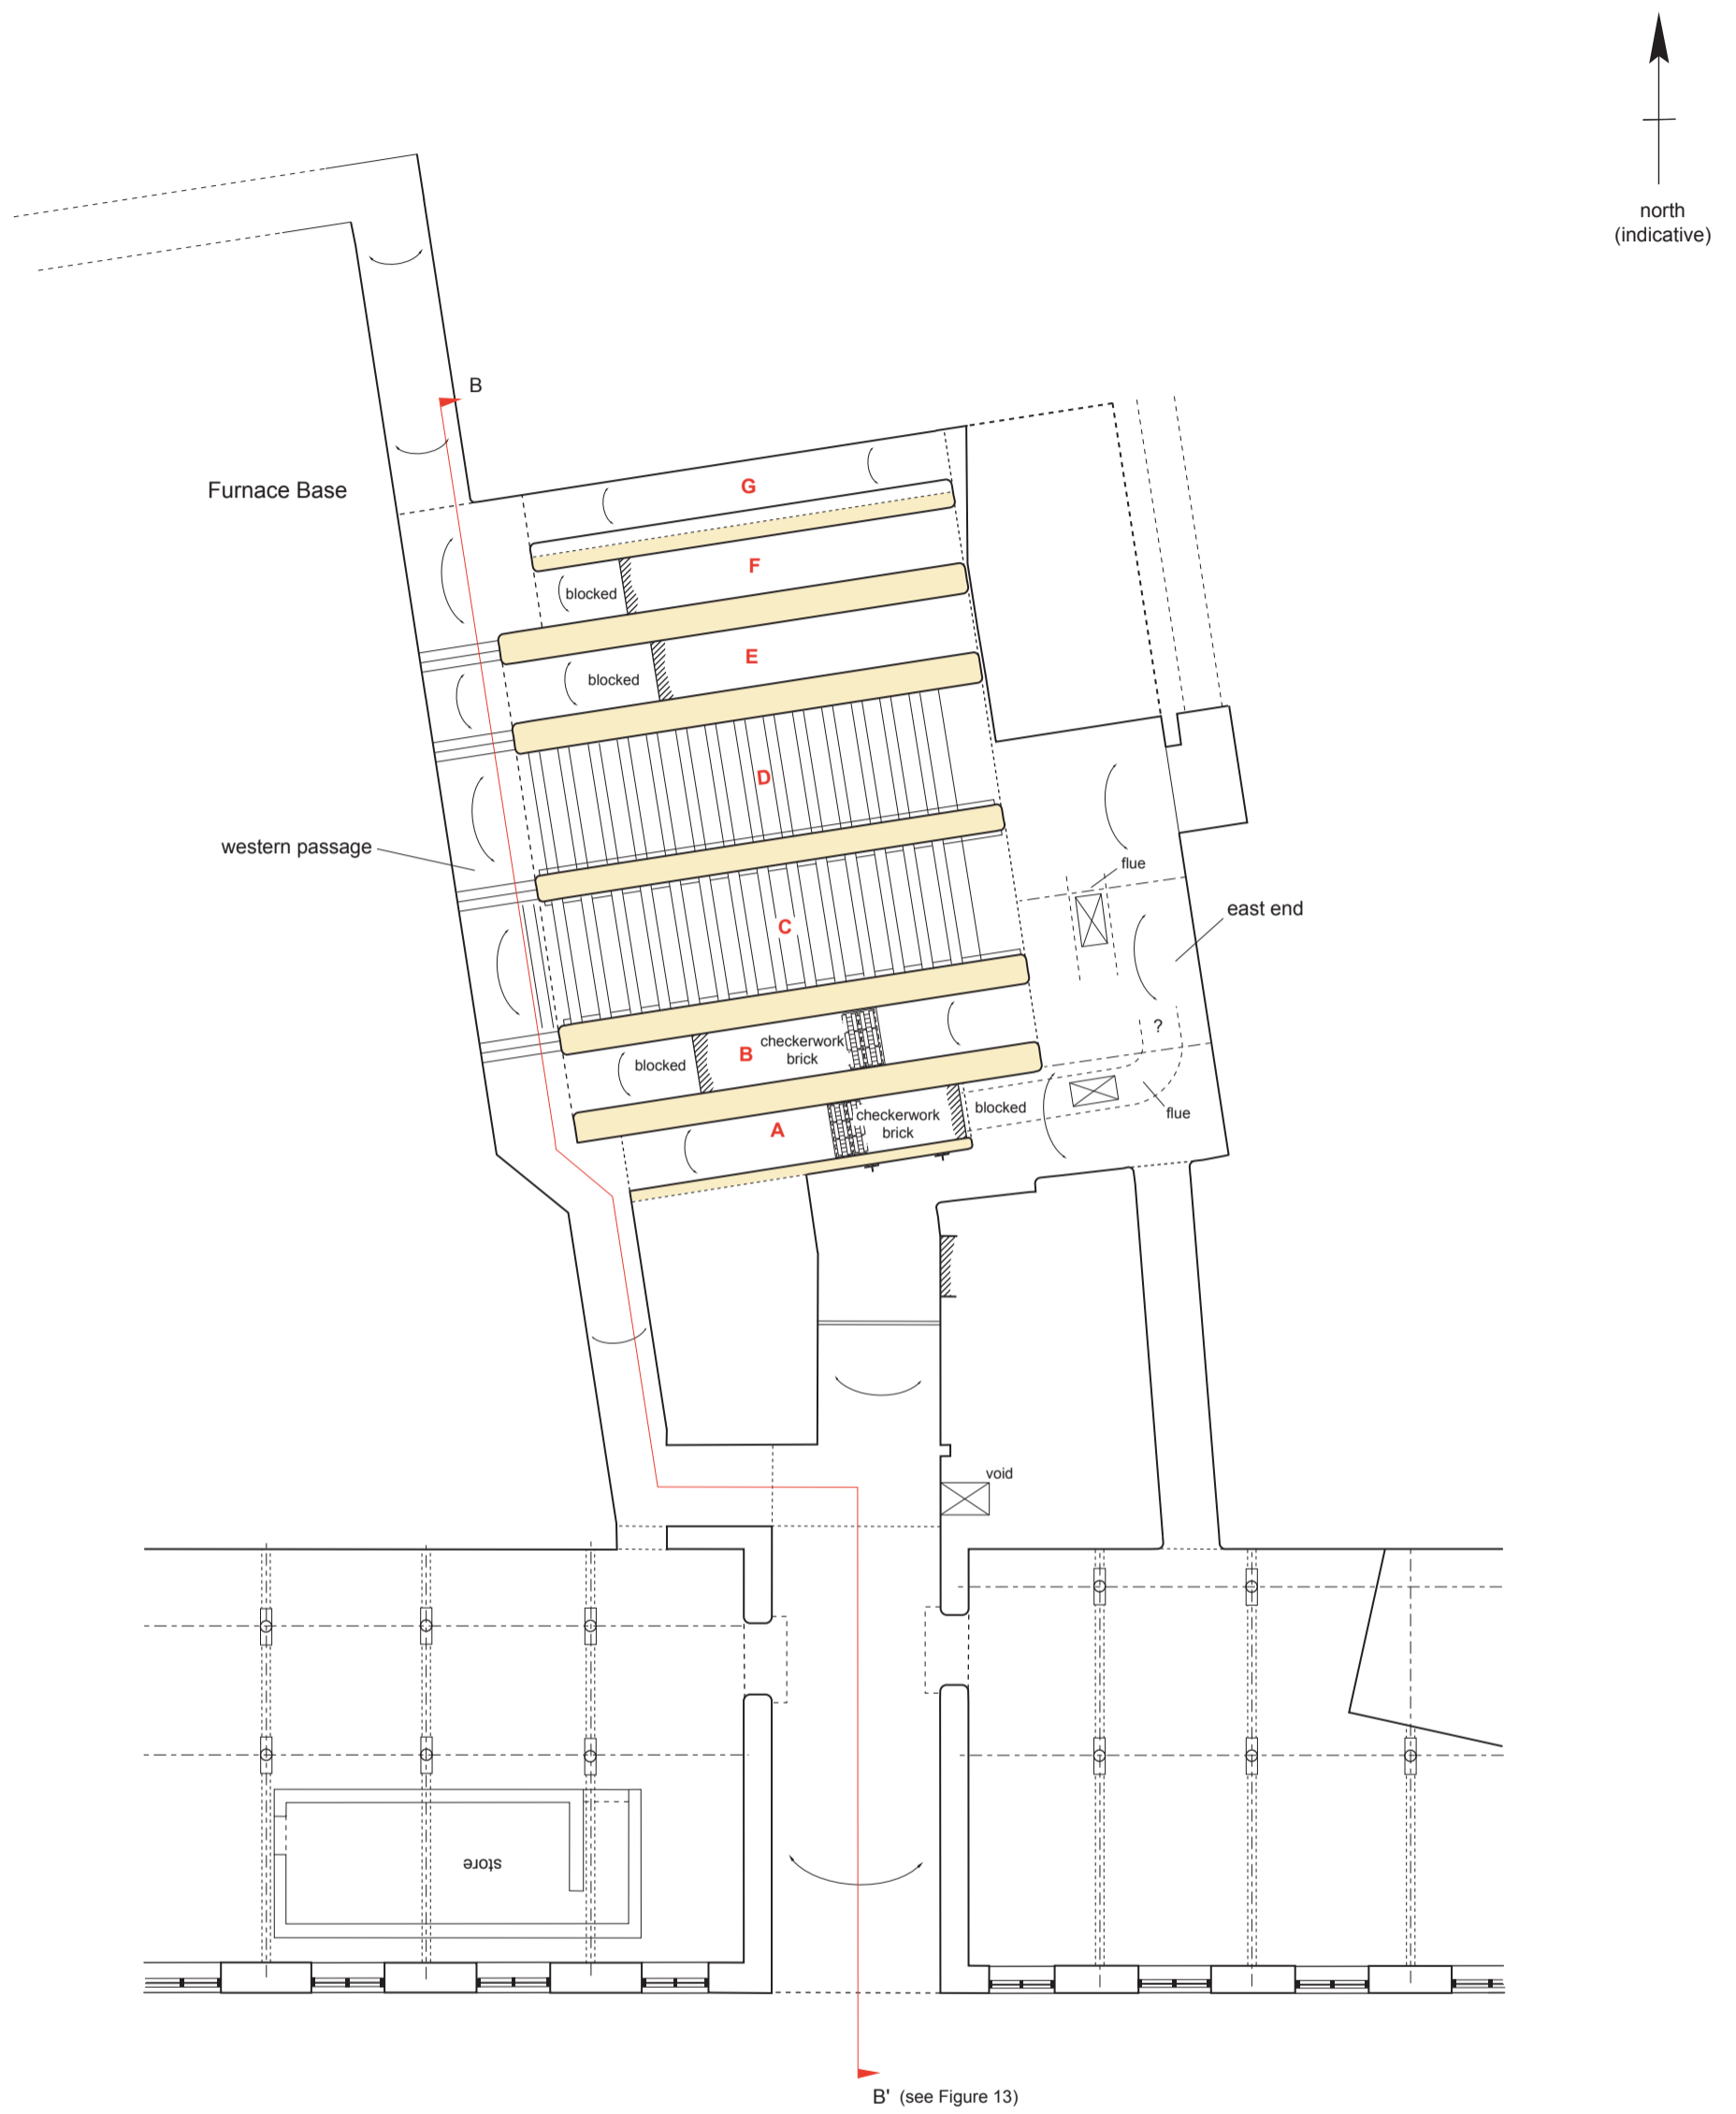 north
(indicative)
B
Furnace Base
G
F
blocked
E
blocked
D
western passage
flue
C
east end
?
checkerwork
brick
B
blocked
blocked
checkerwork
brick
flue
A
void
store
B' (see Figure 13)